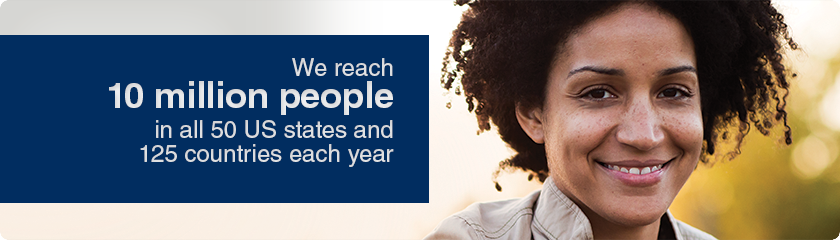 We reach
10 million people
in all 50 US states and
125 countries each year